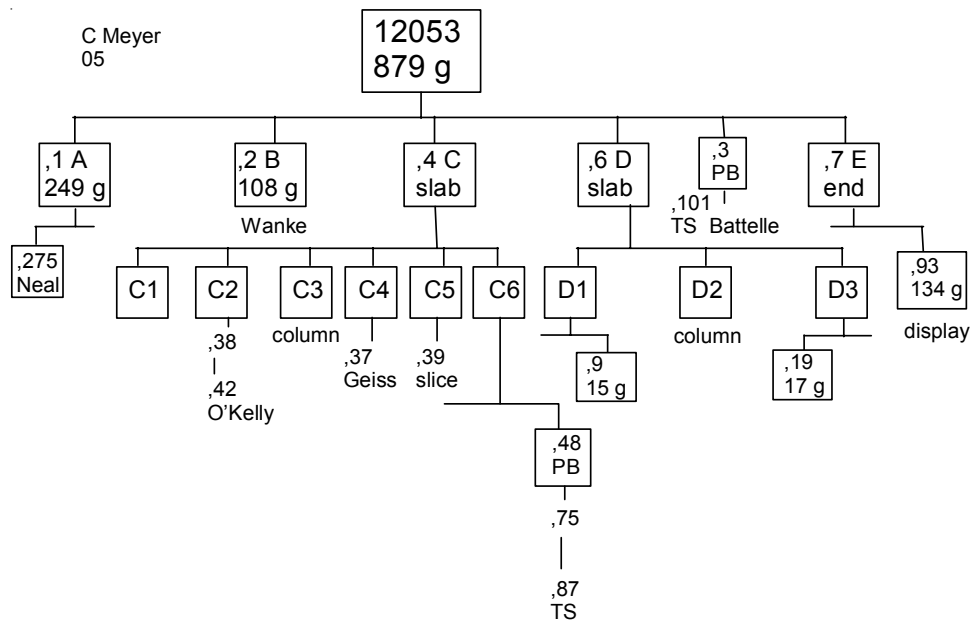 C Meyer
05
12053
879 g
,1 A
249 g
,2 B
108 g
Wanke
,4 C
slab
,6 D
slab
,3
PB
,101
TS Battelle
,7 E
end
,275
Neal
C1
C2
C3
C4
C5
C6
D1
D2
D3
,93
134 g
display
column
column
,38
,42
O'Kelly
,37
Geiss
,39
slice
,9
15 g
,19
17 g
,48
PB
,75
,87
TS